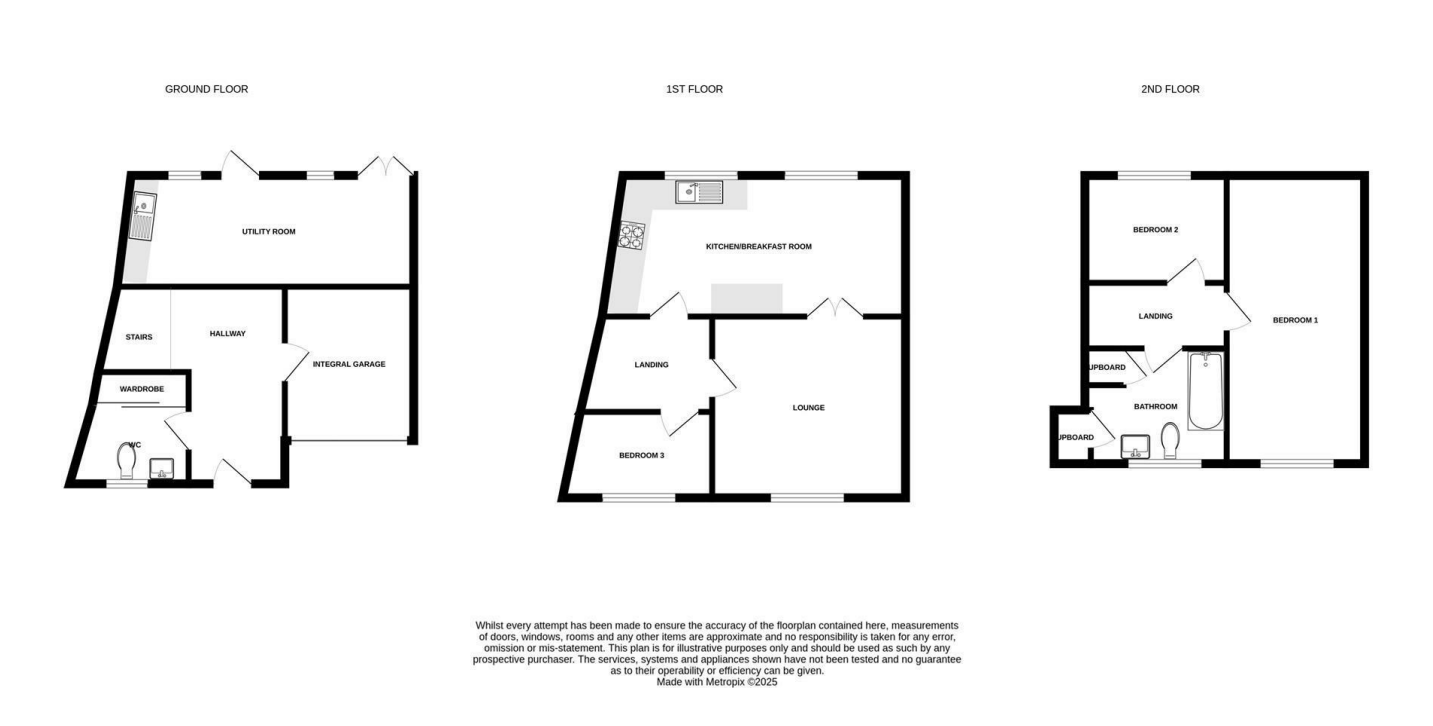 GROUND FLOOR
1ST FLOOR
2ND FLOOR
UTILITY ROOM
STAIRS
HALLWAY
WARDROBE
INTEGRAL GARAGE
WC
KITCHEN/BREAKFAST ROOM
LANDING
LOUNGE
BEDROOM 3
BEDROOM 2
LANDING
BEDROOM 1
UPBOARD
BATHROOM
UPBOARD
Whilst every attempt has been made to ensure the accuracy of the floorplan contained here, measurements
of doors, windows, rooms and any other items are approximate and no responsibility is taken for any error,
omission or mis-statement. This plan is for illustrative purposes only and should be used as such by any
prospective purchaser. The services, systems and appliances shown have not been tested and no guarantee
as to their operability or efficiency can be given.
Made with Metropix ©2025